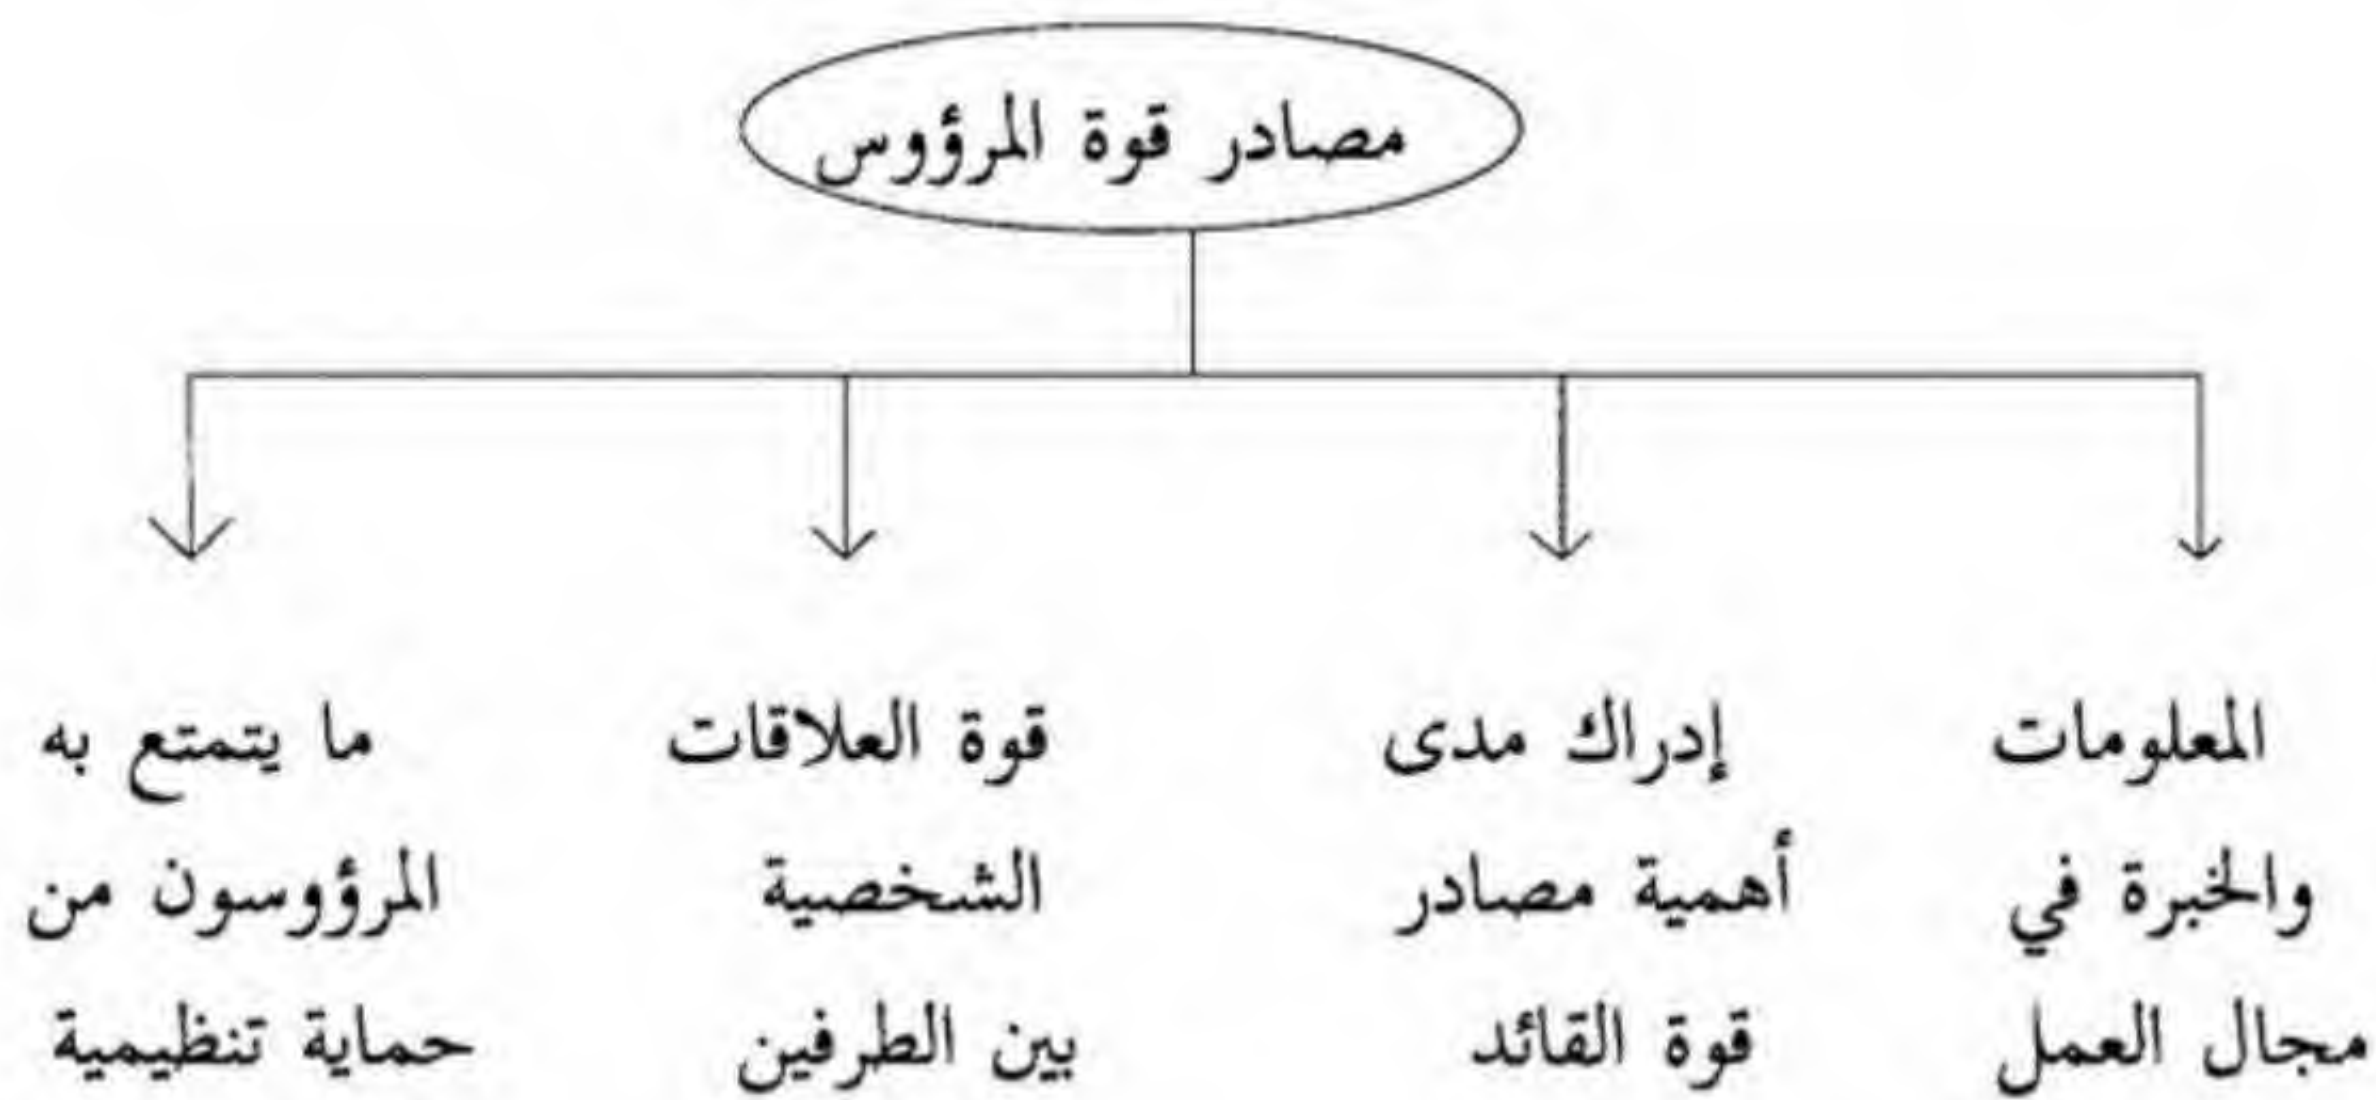 مصادر قوة المرؤوس
المعلومات
والخبرة في
مجال العمل
إدراك مدى
أهمية مصادر
قوة القائد
قوة العلاقات
الشخصية
بين الطرفين
ما يتمتع به
المرؤوسون من
حماية تنظيمية